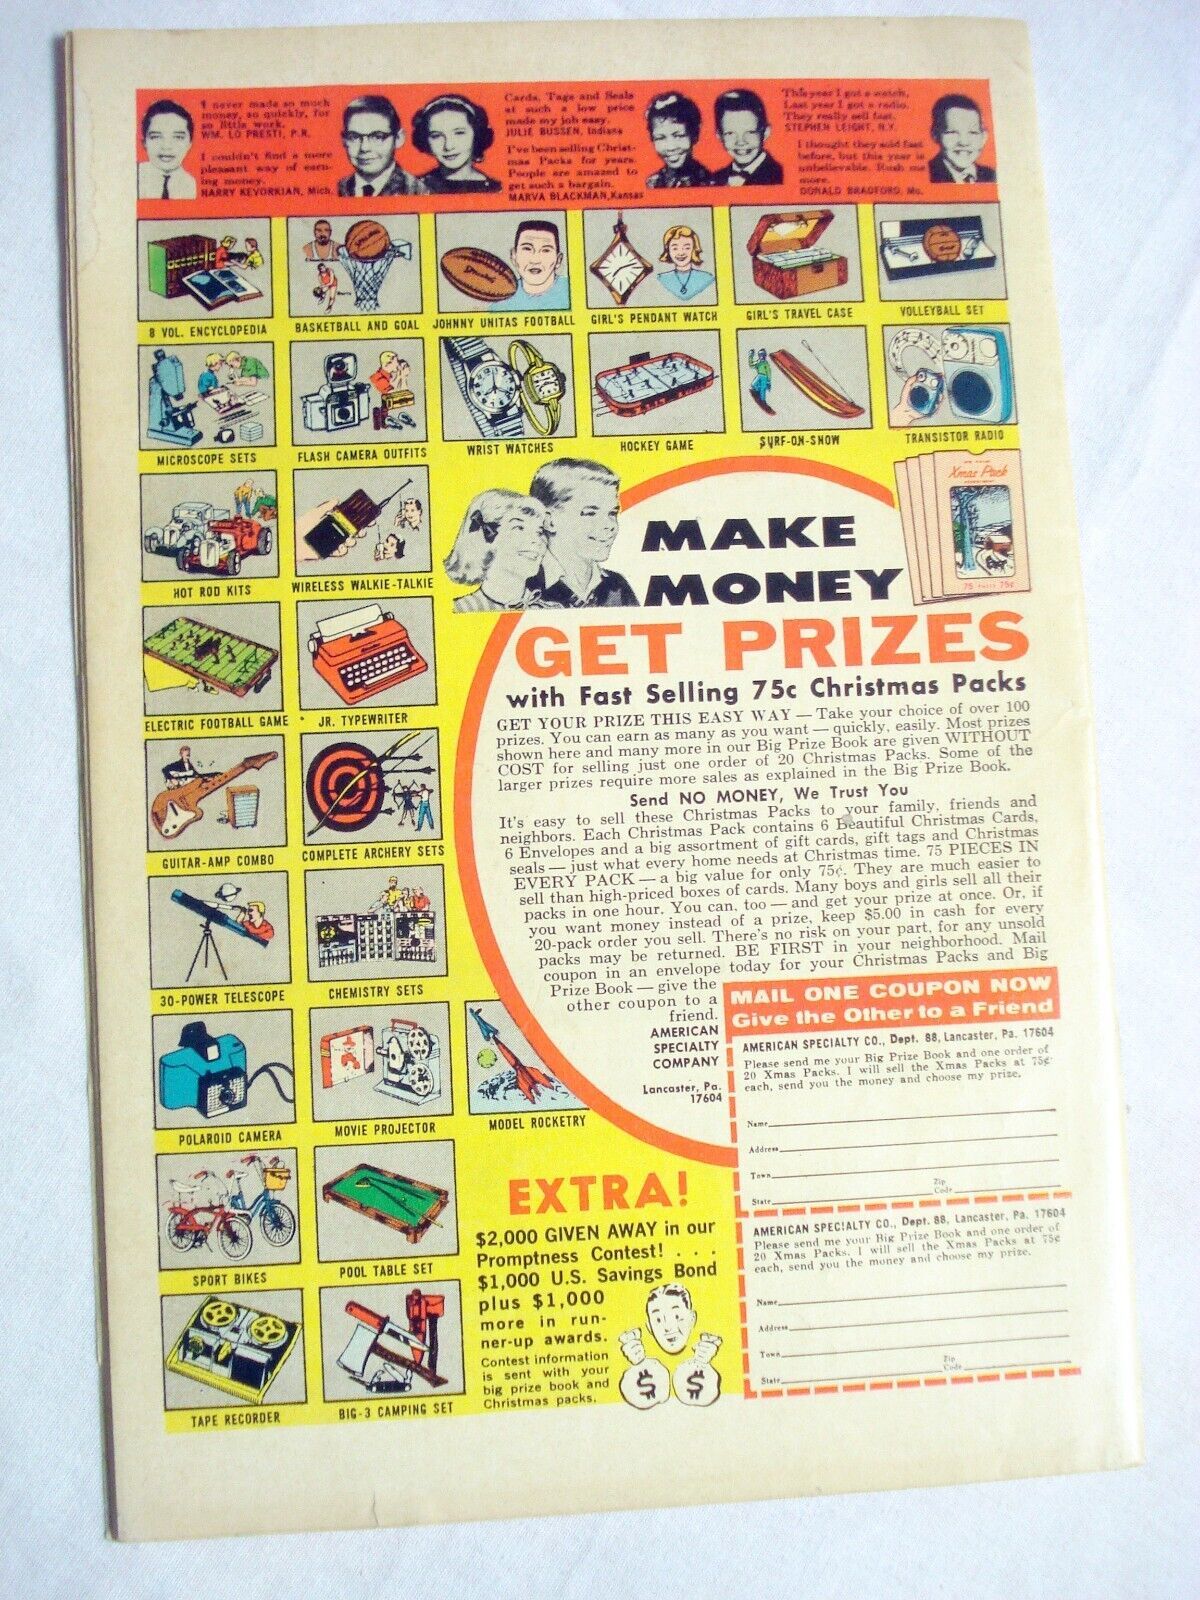 I never made so much
money, so quickly, for
so little work.
WM. LO PRESTI, P.R.
I couldn't find a more
pleasant way of earn-
ing money.
HARRY KEVORKIAN, Mich.
Cards, Tags and Seals
at such a low price
made my job easy.
JULIE BUSSEN, Indiana
I've been selling Christ-
mas Packs for years.
People are amazed to
get such a bargain.
MARVA BLACKMAN, Kansas
This year I got a watch,
Last year I got a radio.
They really sell fast.
STEPHEN LEIGHT, N.Y.
I thought they sold fast
before, but this year is
unbelievable. Rush me
more.
DONALD BRADFORD, Mo.
8 VOL. ENCYCLOPEDIA
BASKETBALL AND GOAL
JOHNNY UNITAS FOOTBALL
GIRL'S PENDANT WATCH
GIRL'S TRAVEL CASE
VOLLEYBALL SET
MICROSCOPE SETS
FLASH CAMERA OUTFITS
WRIST WATCHES
HOCKEY GAME
SURF-ON-SNOW
TRANSISTOR RADIO
HOT ROD KITS
WIRELESS WALKIE-TALKIE
ELECTRIC FOOTBALL GAME
JR. TYPEWRITER
GUITAR-AMP COMBO
COMPLETE ARCHERY SETS
30-POWER TELESCOPE
CHEMISTRY SETS
POLAROID CAMERA
MOVIE PROJECTOR
MODEL ROCKETRY
SPORT BIKES
POOL TABLE SET
TAPE RECORDER
BIG-3 CAMPING SET
Xmas Pack
75 75¢
MAKE
MONEY
GET PRIZES
with Fast Selling 75c Christmas Packs
GET YOUR PRIZE THIS EASY WAY — Take your choice of over 100
prizes. You can earn as many as you want — quickly, easily. Most prizes
shown here and many more in our Big Prize Book are given WITHOUT
COST for selling just one order of 20 Christmas Packs. Some of the
larger prizes require more sales as explained in the Big Prize Book.
Send NO MONEY, We Trust You
It's easy to sell these Christmas Packs to your family, friends and
neighbors. Each Christmas Pack contains 6 Beautiful Christmas Cards,
6 Envelopes and a big assortment of gift cards, gift tags and Christmas
seals — just what every home needs at Christmas time. 75 PIECES IN
EVERY PACK — a big value for only 75¢. They are much easier to
sell than high-priced boxes of cards. Many boys and girls sell all their
packs in one hour. You can, too — and get your prize at once. Or, if
you want money instead of a prize, keep $5.00 in cash for every
20-pack order you sell. There's no risk on your part, for any unsold
packs may be returned. BE FIRST in your neighborhood. Mail
coupon in an envelope today for your Christmas Packs and Big
Prize Book — give the
other coupon to a
friend.
AMERICAN
SPECIALTY
COMPANY
Lancaster, Pa.
17604
MAIL ONE COUPON NOW
Give the Other to a Friend
AMERICAN SPECIALTY CO., Dept. 88, Lancaster, Pa. 17604
Please send me your Big Prize Book and one order of
20 Xmas Packs. I will sell the Xmas Packs at 75¢
each, send you the money and choose my prize.
Name
Address
Town
State
Zip
Code
AMERICAN SPECIALTY CO., Dept. 88, Lancaster, Pa. 17604
Please send me your Big Prize Book and one order of
20 Xmas Packs. I will sell the Xmas Packs at 75¢
each, send you the money and choose my prize.
Name
Address
Town
State
Zip
Code
EXTRA!
$2,000 GIVEN AWAY in our
Promptness Contest! . . .
$1,000 U.S. Savings Bond
plus $1,000
more in run-
ner-up awards.
Contest information
is sent with your
big prize book and
Christmas packs.
$ $